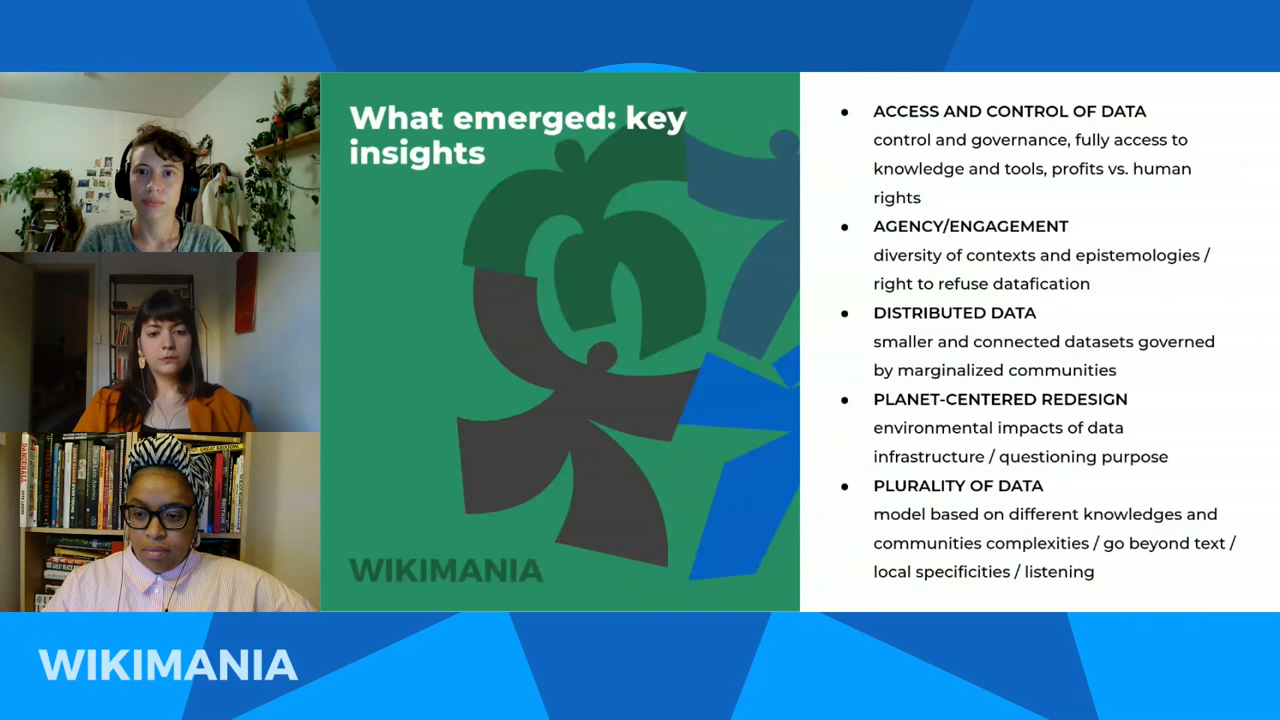 What emerged: key
insights
WIKIMANIA
● ACCESS AND CONTROL OF DATA
control and governance, fully access to
knowledge and tools, profits vs. human
rights
● AGENCY/ENGAGEMENT
diversity of contexts and epistemologies /
right to refuse datafication
● DISTRIBUTED DATA
smaller and connected datasets governed
by marginalized communities
● PLANET-CENTERED REDESIGN
environmental impacts of data
infrastructure / questioning purpose
● PLURALITY OF DATA
model based on different knowledges and
communities complexities / go beyond text /
local specificities / listening
WIKIMANIA